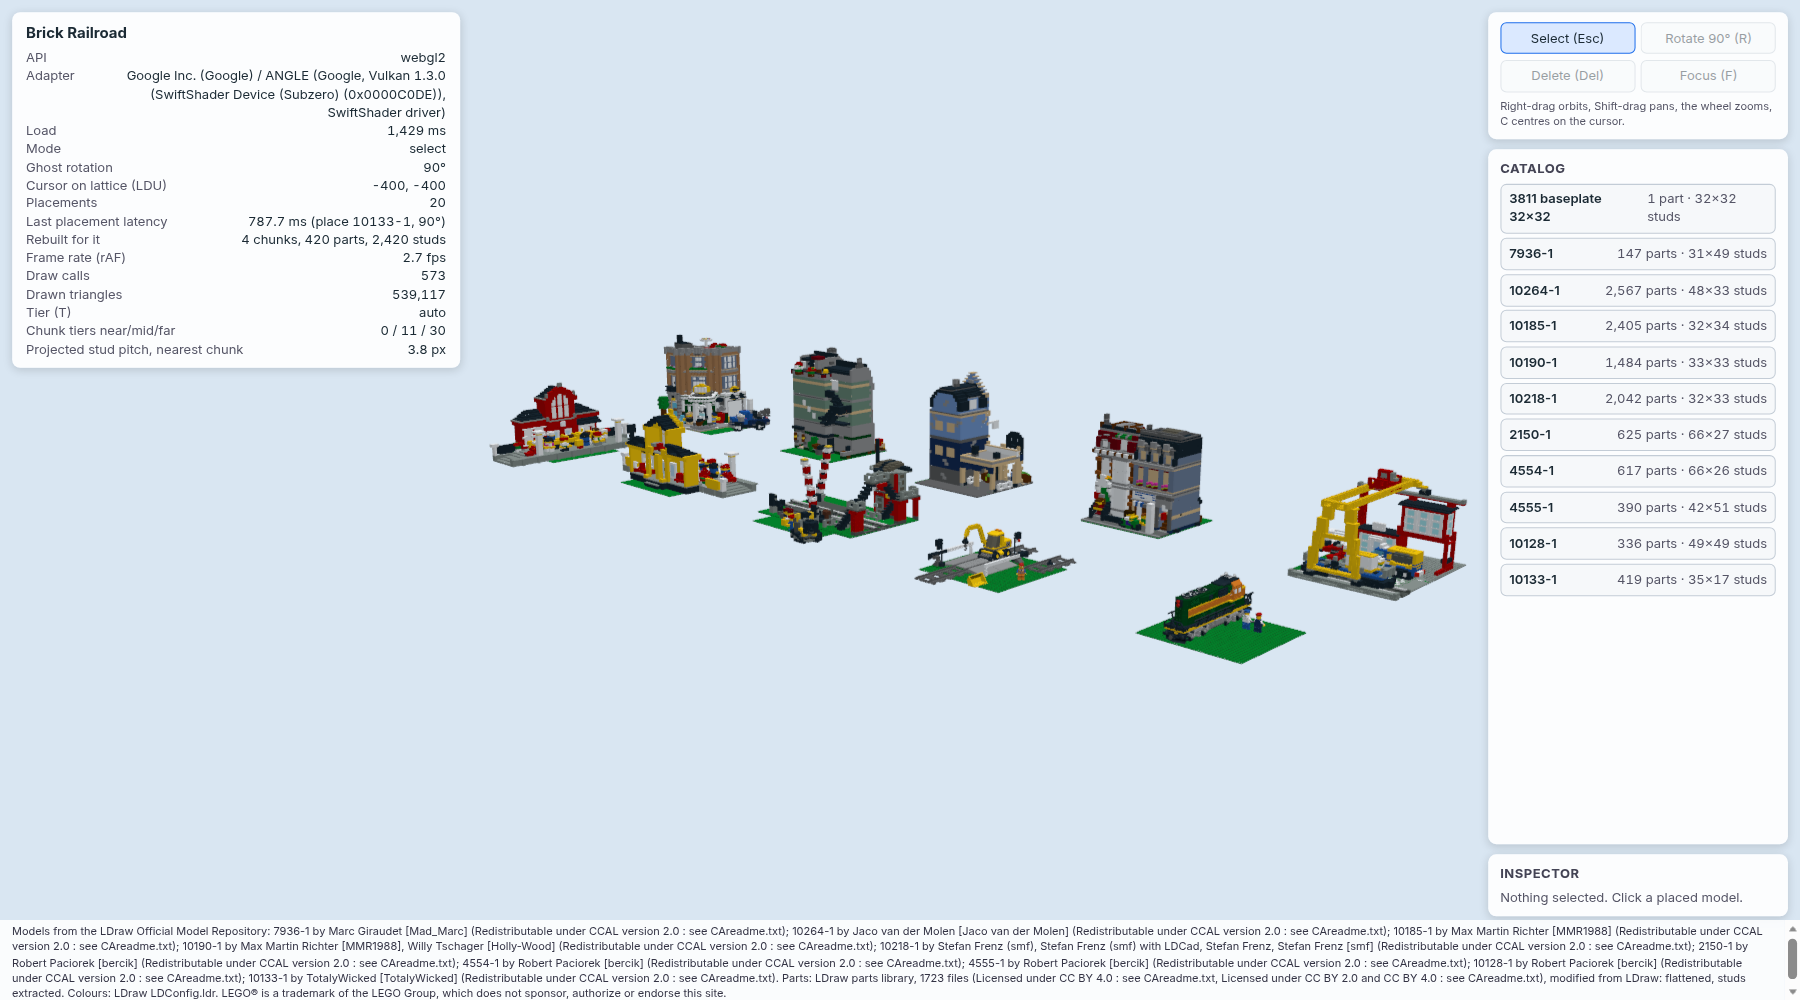 Brick Railroad
API webgl2
Adapter Google Inc. (Google) / ANGLE (Google, Vulkan 1.3.0
(SwiftShader Device (Subzero) (0x0000C0DE)),
SwiftShader driver)
Load 1,429 ms
Mode select
Ghost rotation 90°
Cursor on lattice (LDU) -400, -400
Placements 20
Last placement latency 787.7 ms (place 10133-1, 90°)
Rebuilt for it 4 chunks, 420 parts, 2,420 studs
Frame rate (rAF) 2.7 fps
Draw calls 573
Drawn triangles 539,117
Tier (T) auto
Chunk tiers near/mid/far 0 / 11 / 30
Projected stud pitch, nearest chunk 3.8 px
Select (Esc) Rotate 90° (R)
Delete (Del) Focus (F)
Right-drag orbits, Shift-drag pans, the wheel zooms,
C centres on the cursor.
CATALOG
3811 baseplate 1 part · 32×32
32×32 studs
7936-1 147 parts · 31×49 studs
10264-1 2,567 parts · 48×33 studs
10185-1 2,405 parts · 32×34 studs
10190-1 1,484 parts · 33×33 studs
10218-1 2,042 parts · 32×33 studs
2150-1 625 parts · 66×27 studs
4554-1 617 parts · 66×26 studs
4555-1 390 parts · 42×51 studs
10128-1 336 parts · 49×49 studs
10133-1 419 parts · 35×17 studs
INSPECTOR
Nothing selected. Click a placed model.
Models from the LDraw Official Model Repository: 7936-1 by Marc Giraudet [Mad_Marc] (Redistributable under CCAL version 2.0 : see CAreadme.txt); 10264-1 by Jaco van der Molen [Jaco van der Molen] (Redistributable under CCAL version 2.0 : see CAreadme.txt); 10185-1 by Max Martin Richter [MMR1988] (Redistributable under CCAL
version 2.0 : see CAreadme.txt); 10190-1 by Max Martin Richter [MMR1988], Willy Tschager [Holly-Wood] (Redistributable under CCAL version 2.0 : see CAreadme.txt); 10218-1 by Stefan Frenz (smf), Stefan Frenz (smf) with LDCad, Stefan Frenz, Stefan Frenz [smf] (Redistributable under CCAL version 2.0 : see CAreadme.txt); 2150-1 by
Robert Paciorek [bercik] (Redistributable under CCAL version 2.0 : see CAreadme.txt); 4554-1 by Robert Paciorek [bercik] (Redistributable under CCAL version 2.0 : see CAreadme.txt); 4555-1 by Robert Paciorek [bercik] (Redistributable under CCAL version 2.0 : see CAreadme.txt); 10128-1 by Robert Paciorek [bercik] (Redistributable
under CCAL version 2.0 : see CAreadme.txt); 10133-1 by TotalyWicked [TotalyWicked] (Redistributable under CCAL version 2.0 : see CAreadme.txt). Parts: LDraw parts library, 1723 files (Licensed under CC BY 4.0 : see CAreadme.txt, Licensed under CC BY 2.0 and CC BY 4.0 : see CAreadme.txt), modified from LDraw: flattened, studs
extracted. Colours: LDraw LDConfig.ldr. LEGO® is a trademark of the LEGO Group, which does not sponsor, authorize or endorse this site.